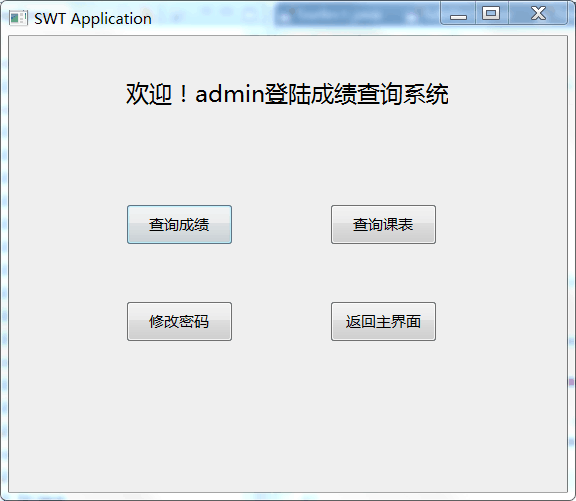 SWT Application
欢迎！admin登陆成绩查询系统
查询成绩
查询课表
修改密码
返回主界面